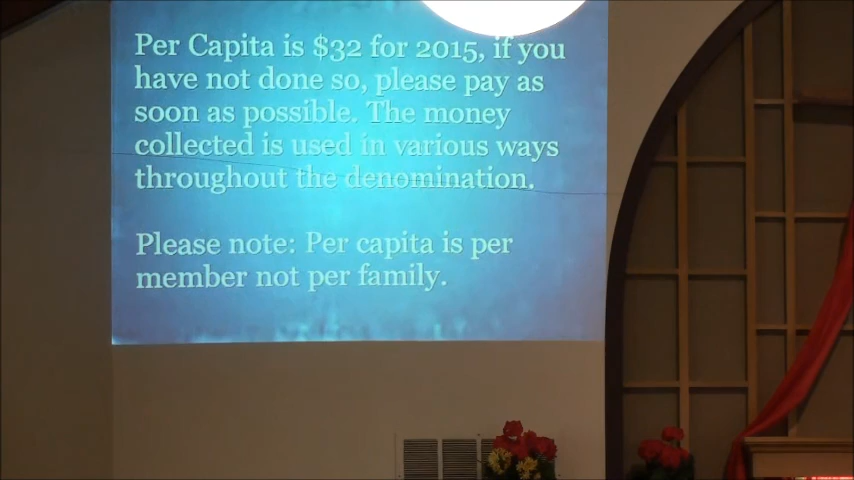 Per Capita is $32 for 2015, if you
have not done so, please pay as
soon as possible. The money
collected is used in various ways
throughout the denomination.
Please note: Per capita is per
member not per family.